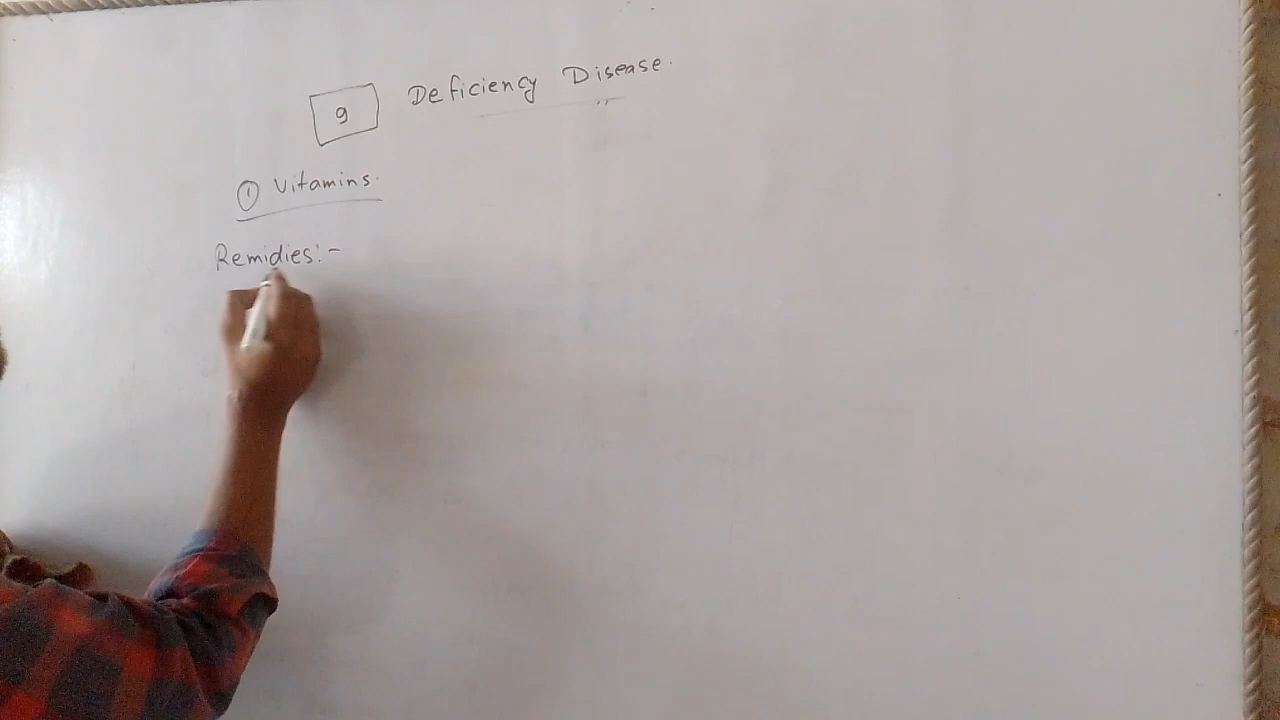 9 Deficiency Disease.
① Vitamins.
Remidies:-